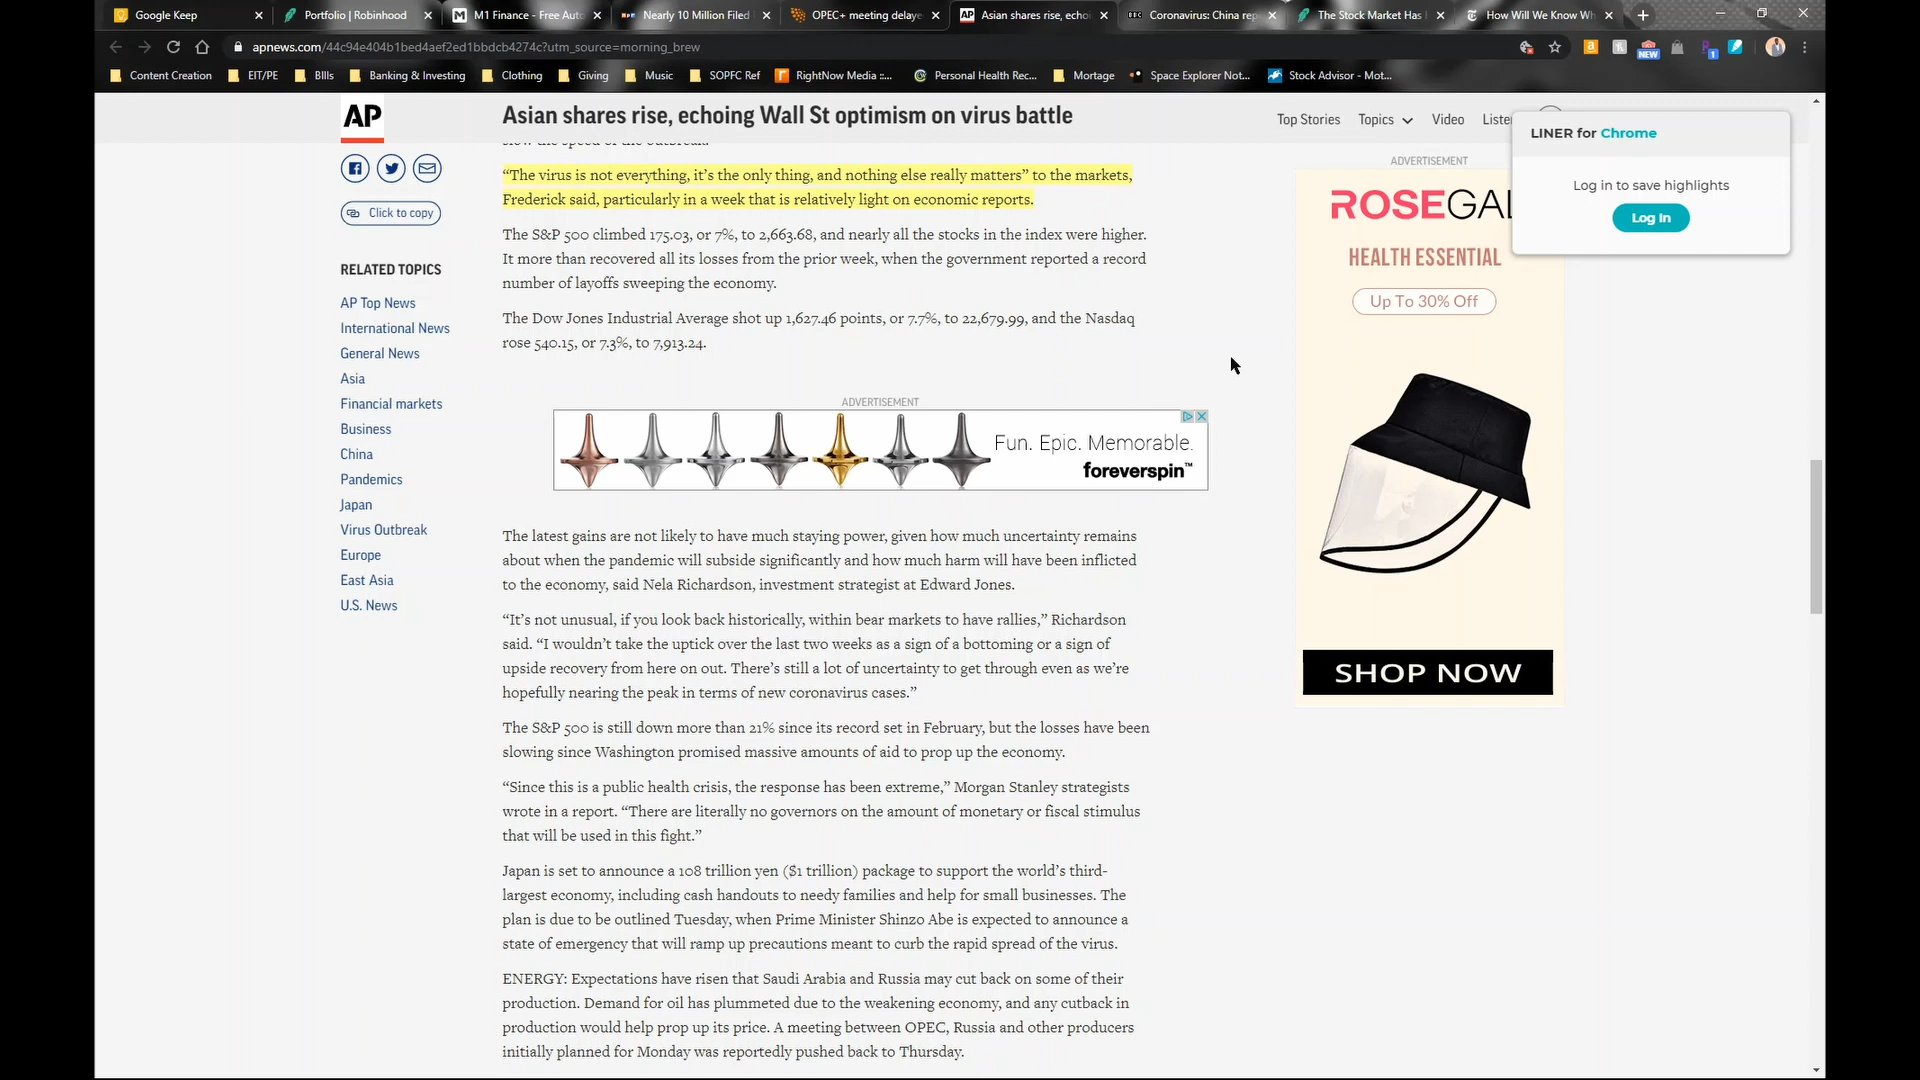 Google Keep
Portfolio | Robinhood
M1 Finance - Free Auto
Nearly 10 Million Filed
OPEC+ meeting delaye
AP Asian shares rise, echo
BBC Coronavirus: China rep
The Stock Market Has
How Will We Know Wh
apnews.com/44c94e404b1bed4aef2ed1bbdcb4274c?utm_source=morning_brew
NEW
1
Content Creation
EIT/PE
BIlls
Banking & Investing
Clothing
Giving
Music
SOPFC Ref
RightNow Media ::...
Personal Health Rec...
Mortage
Space Explorer Not...
Stock Advisor - Mot...
AP
Asian shares rise, echoing Wall St optimism on virus battle
Top Stories
Topics
Video
Listen
LINER for Chrome
Log in to save highlights
Log In
Click to copy
RELATED TOPICS
AP Top News
International News
General News
Asia
Financial markets
Business
China
Pandemics
Japan
Virus Outbreak
Europe
East Asia
U.S. News
slow the speed of the outbreak.
“The virus is not everything, it’s the only thing, and nothing else really matters” to the markets,
Frederick said, particularly in a week that is relatively light on economic reports.
The S&P 500 climbed 175.03, or 7%, to 2,663.68, and nearly all the stocks in the index were higher.
It more than recovered all its losses from the prior week, when the government reported a record
number of layoffs sweeping the economy.
The Dow Jones Industrial Average shot up 1,627.46 points, or 7.7%, to 22,679.99, and the Nasdaq
rose 540.15, or 7.3%, to 7,913.24.
ADVERTISEMENT
Fun. Epic. Memorable.
foreverspin™
The latest gains are not likely to have much staying power, given how much uncertainty remains
about when the pandemic will subside significantly and how much harm will have been inflicted
to the economy, said Nela Richardson, investment strategist at Edward Jones.
“It’s not unusual, if you look back historically, within bear markets to have rallies,” Richardson
said. “I wouldn’t take the uptick over the last two weeks as a sign of a bottoming or a sign of
upside recovery from here on out. There’s still a lot of uncertainty to get through even as we’re
hopefully nearing the peak in terms of new coronavirus cases.”
The S&P 500 is still down more than 21% since its record set in February, but the losses have been
slowing since Washington promised massive amounts of aid to prop up the economy.
“Since this is a public health crisis, the response has been extreme,” Morgan Stanley strategists
wrote in a report. “There are literally no governors on the amount of monetary or fiscal stimulus
that will be used in this fight.”
Japan is set to announce a 108 trillion yen ($1 trillion) package to support the world’s third-
largest economy, including cash handouts to needy families and help for small businesses. The
plan is due to be outlined Tuesday, when Prime Minister Shinzo Abe is expected to announce a
state of emergency that will ramp up precautions meant to curb the rapid spread of the virus.
ENERGY: Expectations have risen that Saudi Arabia and Russia may cut back on some of their
production. Demand for oil has plummeted due to the weakening economy, and any cutback in
production would help prop up its price. A meeting between OPEC, Russia and other producers
initially planned for Monday was reportedly pushed back to Thursday.
ADVERTISEMENT
ROSEGAL
HEALTH ESSENTIAL
Up To 30% Off
SHOP NOW